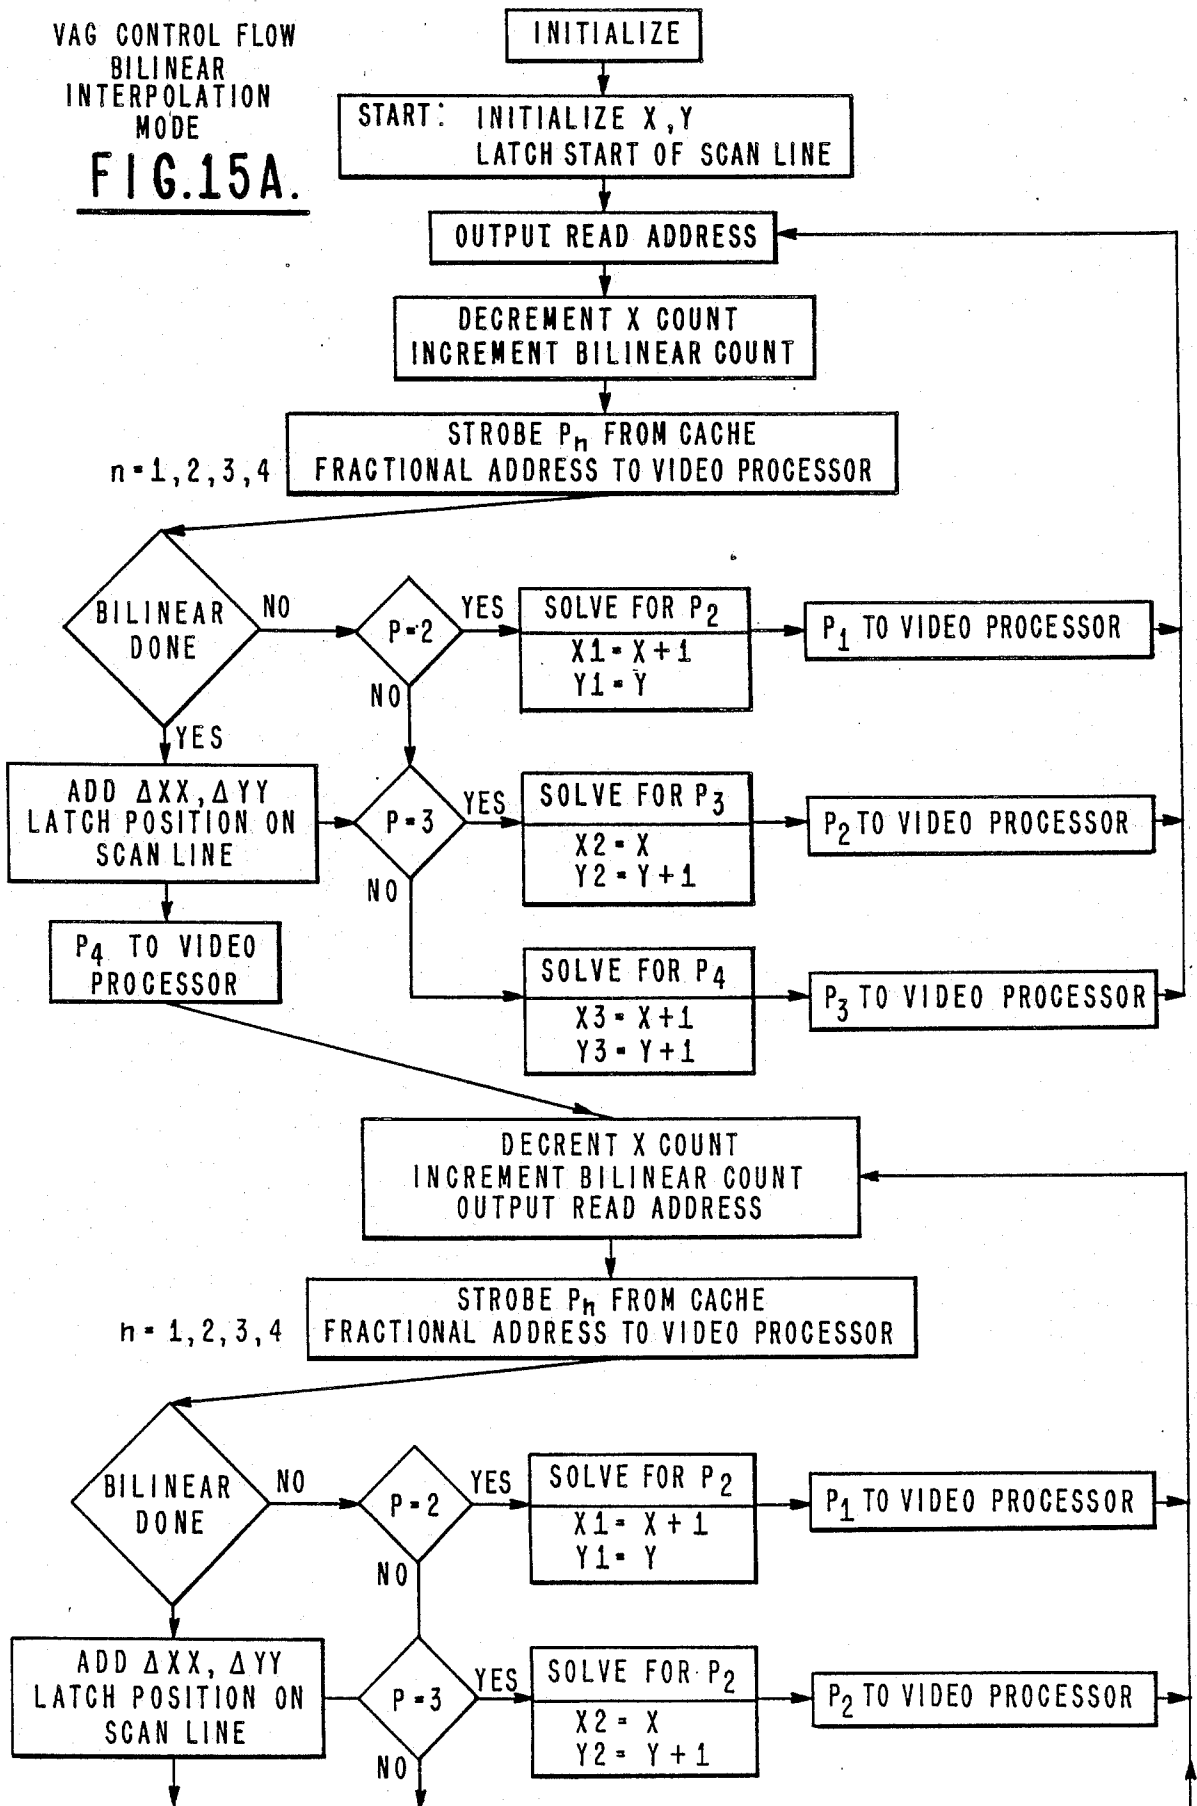 VAG CONTROL FLOW
BILINEAR
INTERPOLATION
MODE
FIG.15A.
INITIALIZE
START: INITIALIZE X,Y
LATCH START OF SCAN LINE
OUTPUT READ ADDRESS
DECREMENT X COUNT
INCREMENT BILINEAR COUNT
n=1,2,3,4
STROBE Pn FROM CACHE
FRACTIONAL ADDRESS TO VIDEO PROCESSOR
BILINEAR
DONE
NO
P=2
YES
SOLVE FOR P2
X1=X+1
Y1=Y
P1 TO VIDEO PROCESSOR
NO
YES
ADD ΔXX, ΔYY
LATCH POSITION ON
SCAN LINE
P=3
YES
SOLVE FOR P3
X2=X
Y2=Y+1
P2 TO VIDEO PROCESSOR
NO
P4 TO VIDEO
PROCESSOR
SOLVE FOR P4
X3=X+1
Y3=Y+1
P3 TO VIDEO PROCESSOR
DECRENT X COUNT
INCREMENT BILINEAR COUNT
OUTPUT READ ADDRESS
n=1,2,3,4
STROBE Pn FROM CACHE
FRACTIONAL ADDRESS TO VIDEO PROCESSOR
BILINEAR
DONE
NO
P=2
YES
SOLVE FOR P2
X1=X+1
Y1=Y
P1 TO VIDEO PROCESSOR
NO
ADD ΔXX, ΔYY
LATCH POSITION ON
SCAN LINE
P=3
YES
SOLVE FOR P2
X2=X
Y2=Y+1
P2 TO VIDEO PROCESSOR
NO